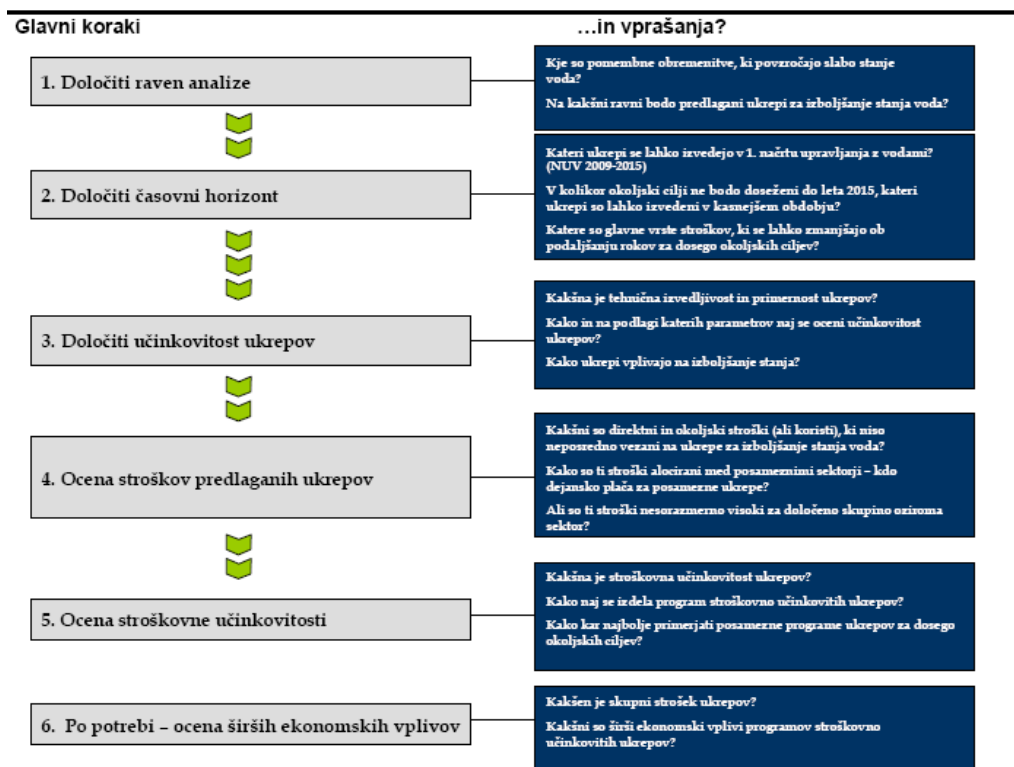 Glavni koraki
…in vprašanja?
1. Določiti raven analize
Kje so pomembne obremenitve, ki povzročajo slabo stanje
voda?
Na kakšni ravni bodo predlagani ukrepi za izboljšanje stanja voda?
2. Določiti časovni horizont
Kateri ukrepi se lahko izvedejo v 1. načrtu upravljanja z vodami?
(NUV 2009-2015)
V kolikor okoljski cilji ne bodo doseženi do leta 2015, kateri
ukrepi so lahko izvedeni v kasnejšem obdobju?
Katere so glavne vrste stroškov, ki se lahko zmanjšajo ob
podaljšanju rokov za dosego okoljskih ciljev?
3. Določiti učinkovitost ukrepov
Kakšna je tehnična izvedljivost in primernost ukrepov?
Kako in na podlagi katerih parametrov naj se oceni učinkovitost
ukrepov?
Kako ukrepi vplivajo na izboljšanje stanja?
4. Ocena stroškov predlaganih ukrepov
Kakšni so direktni in okoljski stroški (ali koristi), ki niso
neposredno vezani na ukrepe za izboljšanje stanja voda?
Kako so ti stroški alocirani med posameznimi sektorji – kdo
dejansko plača za posamezne ukrepe?
Ali so ti stroški nesorazmerno visoki za določeno skupino oziroma
sektor?
5. Ocena stroškovne učinkovitosti
Kakšna je stroškovna učinkovitost ukrepov?
Kako naj se izdela program stroškovno učinkovitih ukrepov?
Kako kar najbolje primerjati posamezne programe ukrepov za dosego
okoljskih ciljev?
6. Po potrebi – ocena širših ekonomskih vplivov
Kakšen je skupni strošek ukrepov?
Kakšni so širši ekonomski vplivi programov stroškovno
učinkovitih ukrepov?